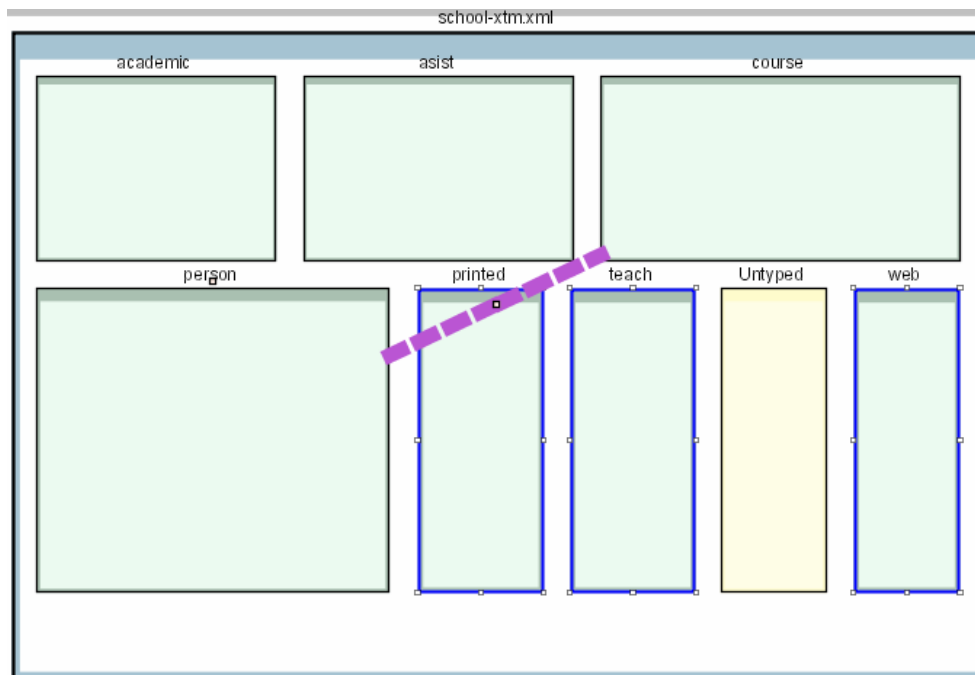 school-xtm.xml
academic asist course
person printed teach Untyped web